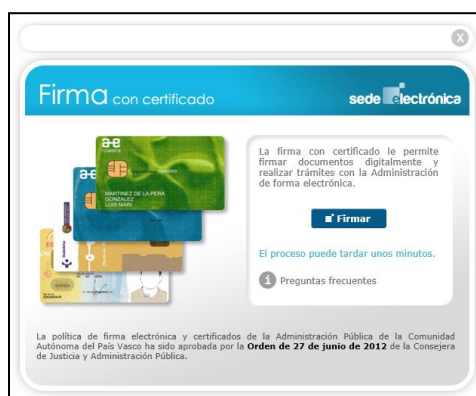 X
Firma con certificado
sede electrónica
La firma con certificado le permite
firmar documentos digitalmente y
realizar trámites con la Administración
de forma electrónica.
Firmar
El proceso puede tardar unos minutos.
i Preguntas frecuentes
MARTINEZ DE LA PERA
GONZALEZ
LUIS MARI
La política de firma electrónica y certificados de la Administración Pública de la Comunidad
Autónoma del País Vasco ha sido aprobada por la Orden de 27 de junio de 2012 de la Consejera
de Justicia y Administración Pública.